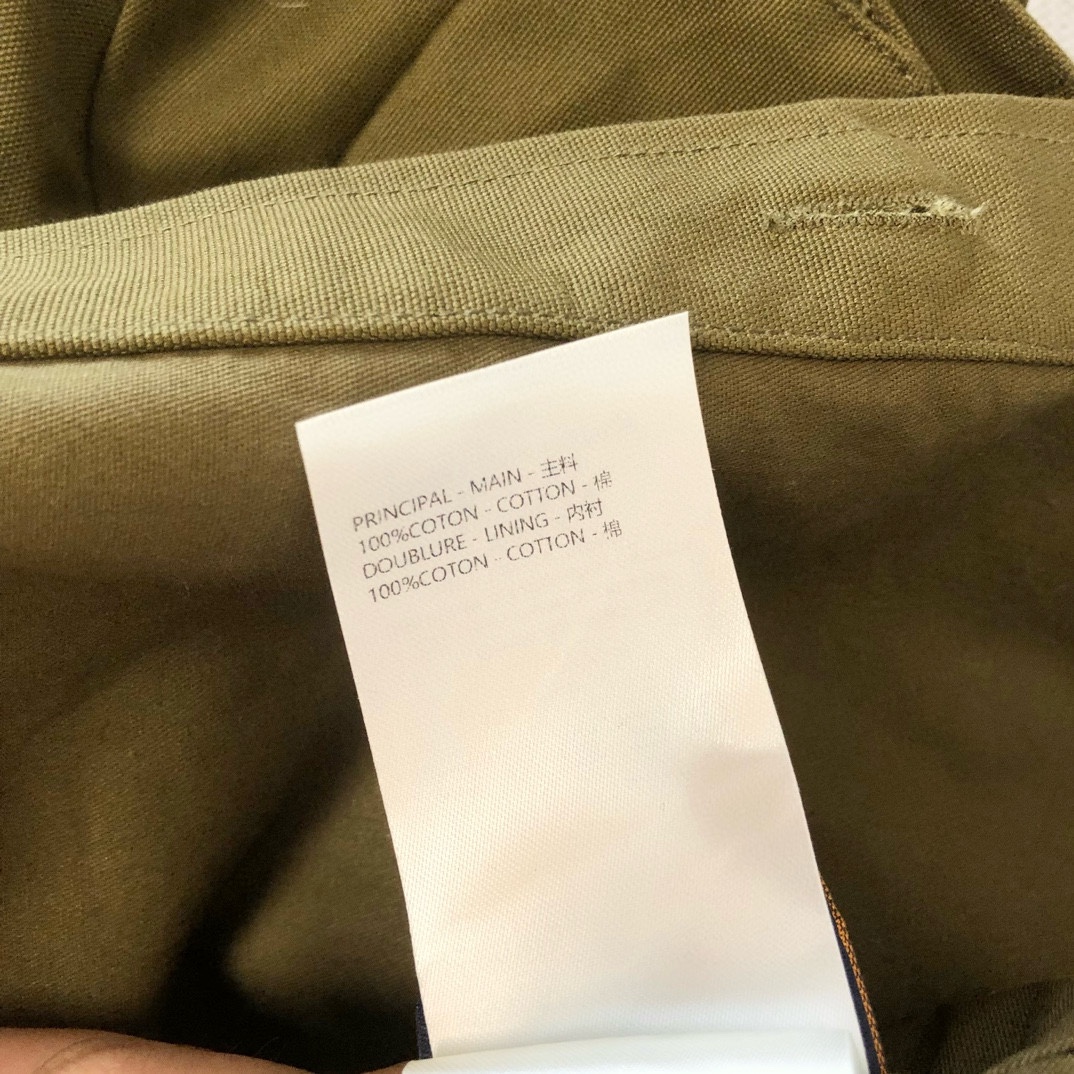 PRINCIPAL - MAIN - 主料
100%COTON - COTTON - 棉
DOUBLURE - LINING - 内衬
100%COTON - COTTON - 棉